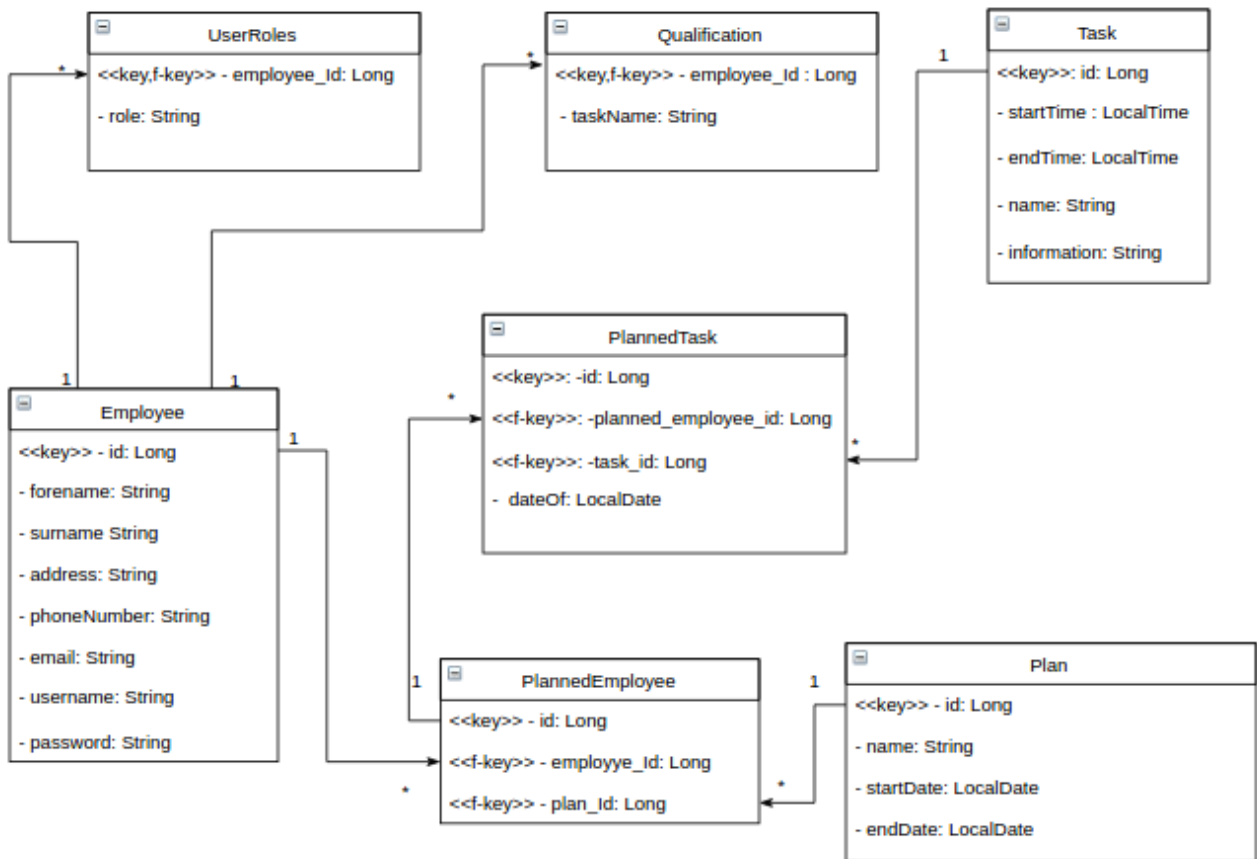 UserRoles
*
<<key,f-key>> - employee_Id: Long
- role: String
Qualification
*
<<key,f-key>> - employee_Id : Long
- taskName: String
Task
1
<<key>>: id: Long
- startTime : LocalTime
- endTime: LocalTime
- name: String
- information: String
PlannedTask
<<key>>: -id: Long
*
<<f-key>>: -planned_employee_id: Long
*
<<f-key>>: -task_id: Long
- dateOf: LocalDate
1
1
Employee
1
<<key>> - id: Long
- forename: String
- surname String
- address: String
- phoneNumber: String
- email: String
- username: String
- password: String
1
PlannedEmployee
<<key>> - id: Long
<<f-key>> - employye_Id: Long
*
<<f-key>> - plan_Id: Long
*
1
Plan
<<key>> - id: Long
- name: String
- startDate: LocalDate
- endDate: LocalDate